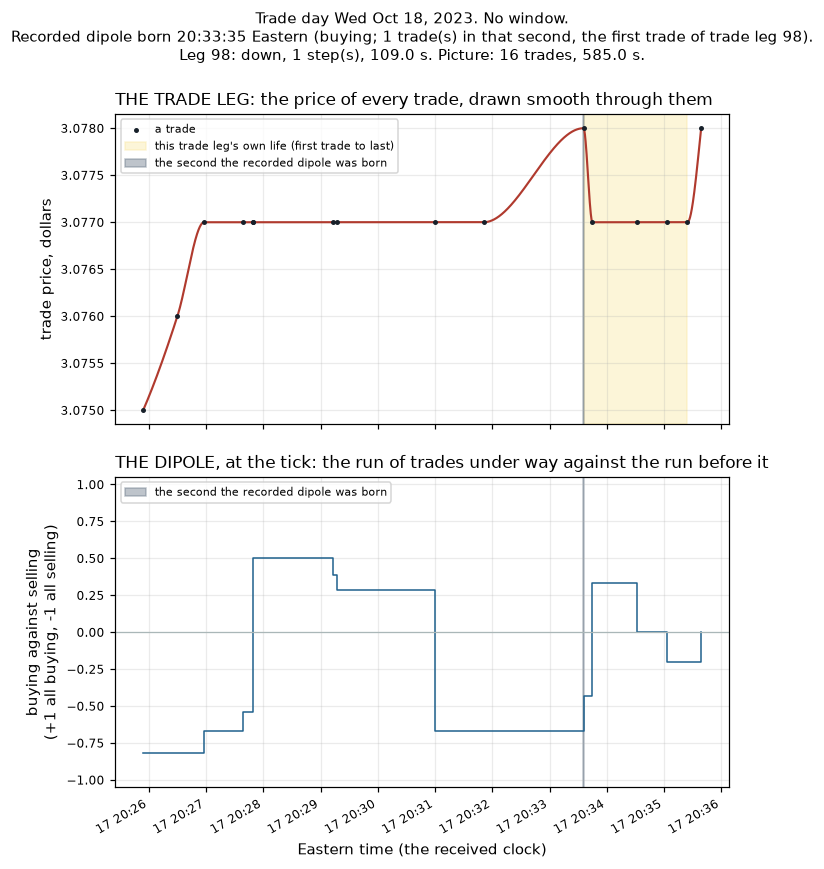 Trade day Wed Oct 18, 2023. No window.
Recorded dipole born 20:33:35 Eastern (buying; 1 trade(s) in that second, the first trade of trade leg 98).
Leg 98: down, 1 step(s), 109.0 s. Picture: 16 trades, 585.0 s.
THE TRADE LEG: the price of every trade, drawn smooth through them
a trade
this trade leg's own life (first trade to last)
the second the recorded dipole was born
trade price, dollars
3.0780
3.0775
3.0770
3.0765
3.0760
3.0755
3.0750
THE DIPOLE, at the tick: the run of trades under way against the run before it
the second the recorded dipole was born
buying against selling
(+1 all buying, -1 all selling)
1.00
0.75
0.50
0.25
0.00
−0.25
−0.50
−0.75
−1.00
17 20:26
17 20:27
17 20:28
17 20:29
17 20:30
17 20:31
17 20:32
17 20:33
17 20:34
17 20:35
17 20:36
Eastern time (the received clock)